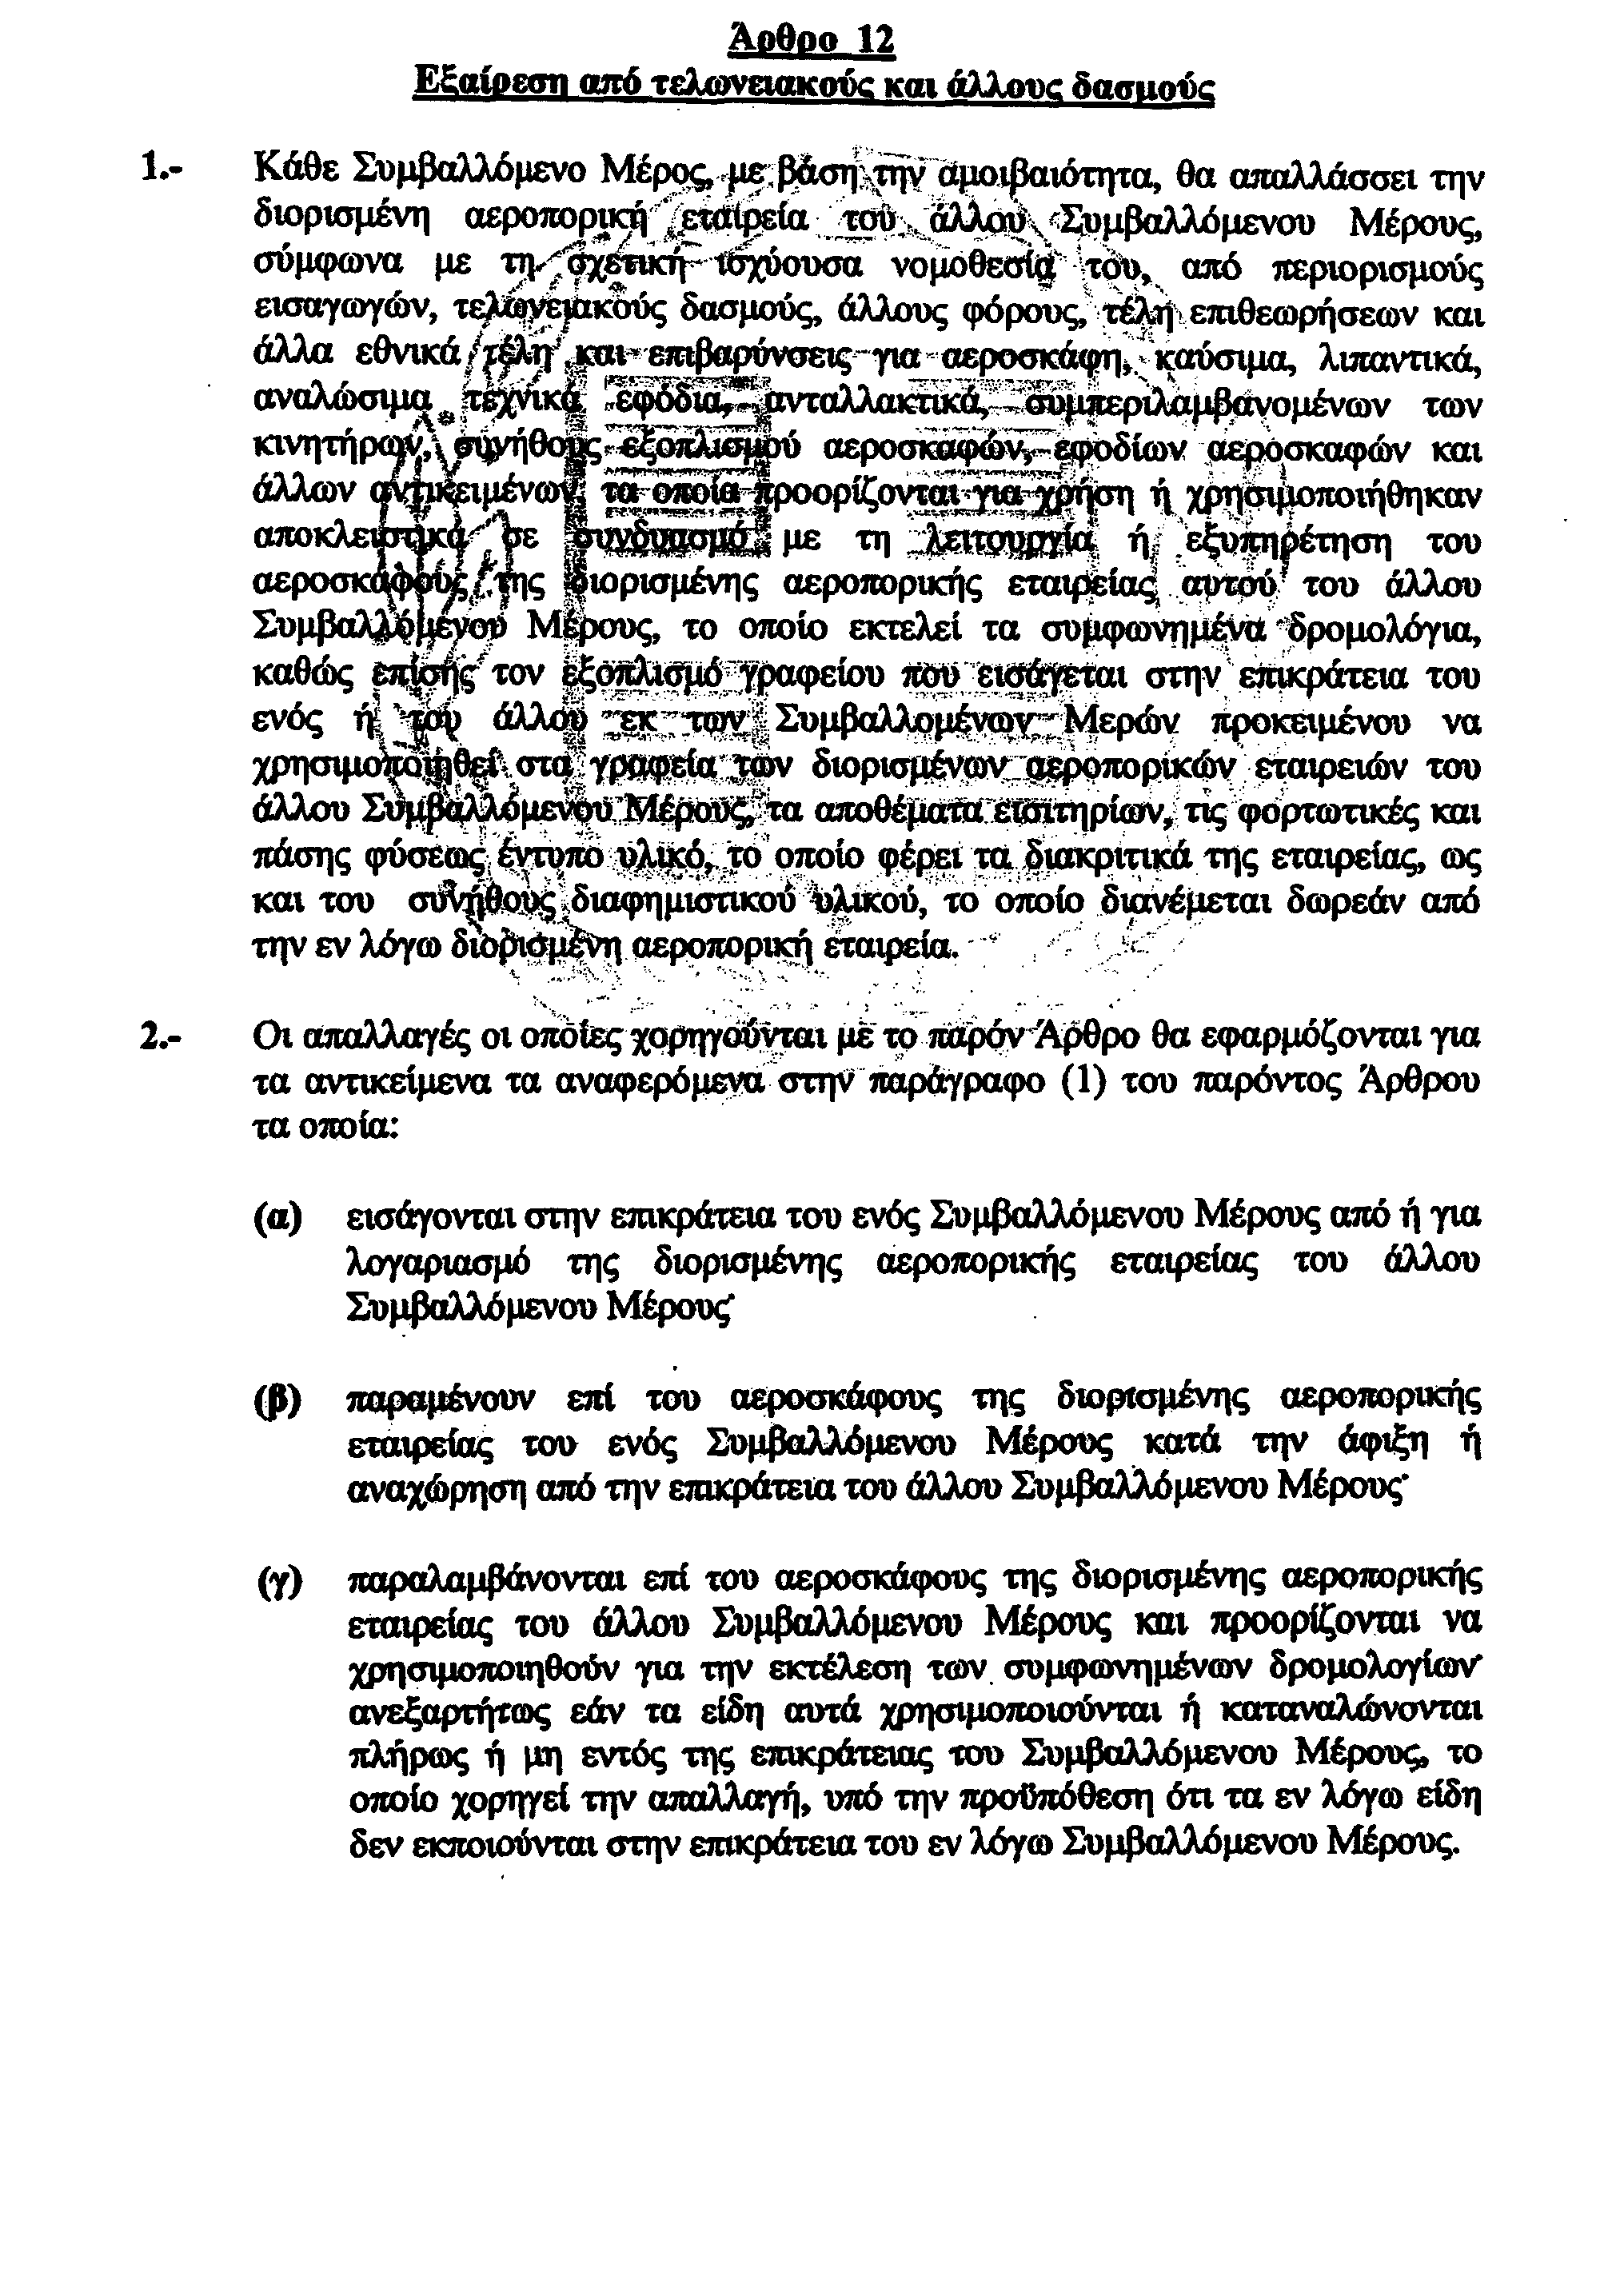 Άρθρο 12
Εξαίρεση από τελωνειακούς και άλλους δασμούς
1.- Κάθε Συμβαλλόμενο Μέρος, με βάση την αμοιβαιότητα, θα απαλλάσσει την
διορισμένη αεροπορική εταιρεία του άλλου Συμβαλλόμενου Μέρους,
σύμφωνα με τη σχετική ισχύουσα νομοθεσία του, από περιορισμούς
εισαγωγών, τελωνειακούς δασμούς, άλλους φόρους, τέλη επιθεωρήσεων και
άλλα εθνικά τέλη και επιβαρύνσεις για αεροσκάφη, καύσιμα, λιπαντικά,
αναλώσιμα τεχνικά εφόδια, ανταλλακτικά, συμπεριλαμβανομένων των
κινητήρων, συνήθους εξοπλισμού αεροσκαφών, εφοδίων αεροσκαφών και
άλλων αντικειμένων, τα οποία προορίζονται για χρήση ή χρησιμοποιήθηκαν
αποκλειστικά σε συνδυασμό με τη λειτουργία ή εξυπηρέτηση του
αεροσκάφους της διορισμένης αεροπορικής εταιρείας αυτού του άλλου
Συμβαλλόμενου Μέρους, το οποίο εκτελεί τα συμφωνημένα δρομολόγια,
καθώς επίσης τον εξοπλισμό γραφείου που εισάγεται στην επικράτεια του
ενός ή του άλλου εκ των Συμβαλλομένων Μερών προκειμένου να
χρησιμοποιηθεί στα γραφεία των διορισμένων αεροπορικών εταιρειών του
άλλου Συμβαλλόμενου Μέρους, τα αποθέματα εισιτηρίων, τις φορτωτικές και
πάσης φύσεως έντυπο υλικό, το οποίο φέρει τα διακριτικά της εταιρείας, ως
και του συνήθους διαφημιστικού υλικού, το οποίο διανέμεται δωρεάν από
την εν λόγω διορισμένη αεροπορική εταιρεία.
2.- Οι απαλλαγές οι οποίες χορηγούνται με το παρόν Άρθρο θα εφαρμόζονται για
τα αντικείμενα τα αναφερόμενα στην παράγραφο (1) του παρόντος Άρθρου
τα οποία:
(α) εισάγονται στην επικράτεια του ενός Συμβαλλόμενου Μέρους από ή για
λογαριασμό της διορισμένης αεροπορικής εταιρείας του άλλου
Συμβαλλόμενου Μέρους·
(β) παραμένουν επί του αεροσκάφους της διορισμένης αεροπορικής
εταιρείας του ενός Συμβαλλόμενου Μέρους κατά την άφιξη ή
αναχώρηση από την επικράτεια του άλλου Συμβαλλόμενου Μέρους·
(γ) παραλαμβάνονται επί του αεροσκάφους της διορισμένης αεροπορικής
εταιρείας του άλλου Συμβαλλόμενου Μέρους και προορίζονται να
χρησιμοποιηθούν για την εκτέλεση των συμφωνημένων δρομολογίων·
ανεξαρτήτως εάν τα είδη αυτά χρησιμοποιούνται ή καταναλώνονται
πλήρως ή μη εντός της επικράτειας του Συμβαλλόμενου Μέρους, το
οποίο χορηγεί την απαλλαγή, υπό την προϋπόθεση ότι τα εν λόγω είδη
δεν εκποιούνται στην επικράτεια του εν λόγω Συμβαλλόμενου Μέρους.